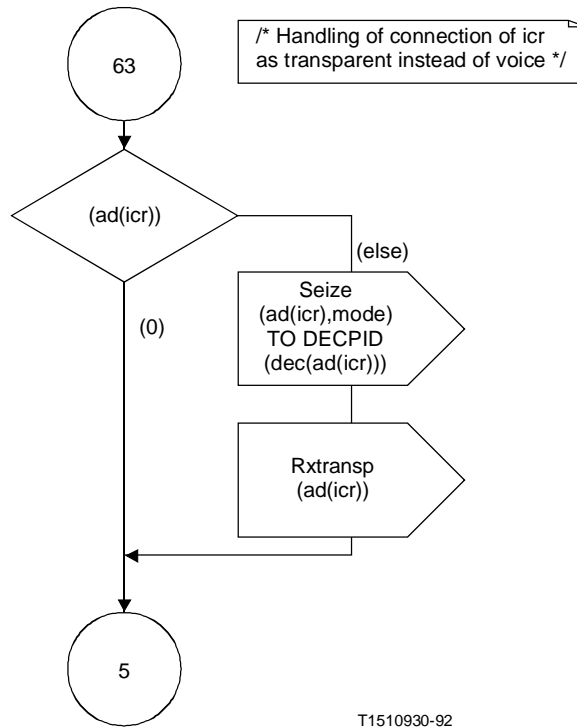 63
/* Handling of connection of icr
as transparent instead of voice */
(ad(icr))
(else)
(0)
Seize
(ad(icr),mode)
TO DECPID
(dec(ad(icr)))
Rxtransp
(ad(icr))
5
T1510930-92